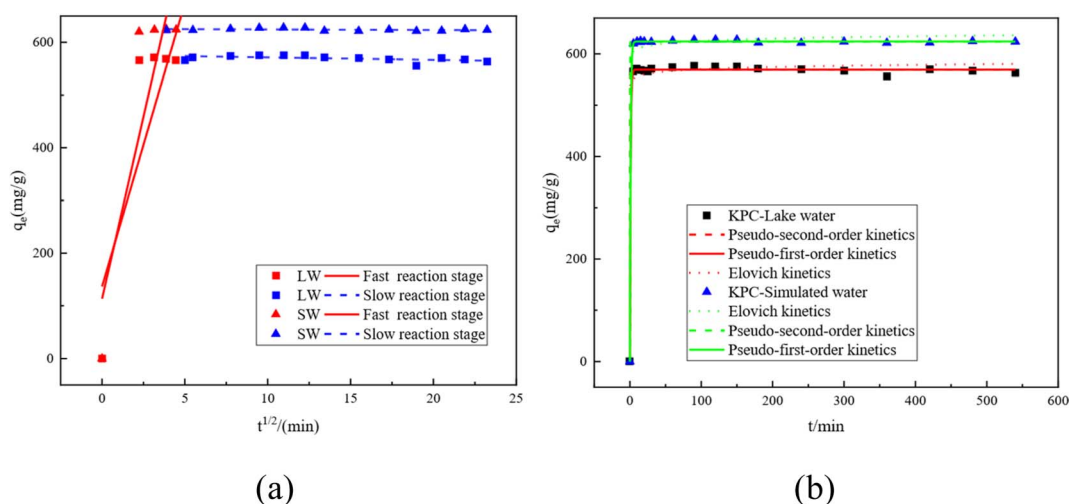 600
400
200
0
qe(mg/g)
LW Fast reaction stage
LW Slow reaction stage
SW Fast reaction stage
SW Slow reaction stage
0 5 10 15 20 25
t1/2/(min)
(a)
600
400
200
0
qe(mg/g)
KPC-Lake water
Pseudo-second-order kinetics
Pseudo-first-order kinetics
Elovich kinetics
KPC-Simulated water
Elovich kinetics
Pseudo-second-order kinetics
Pseudo-first-order kinetics
0 100 200 300 400 500 600
t/min
(b)